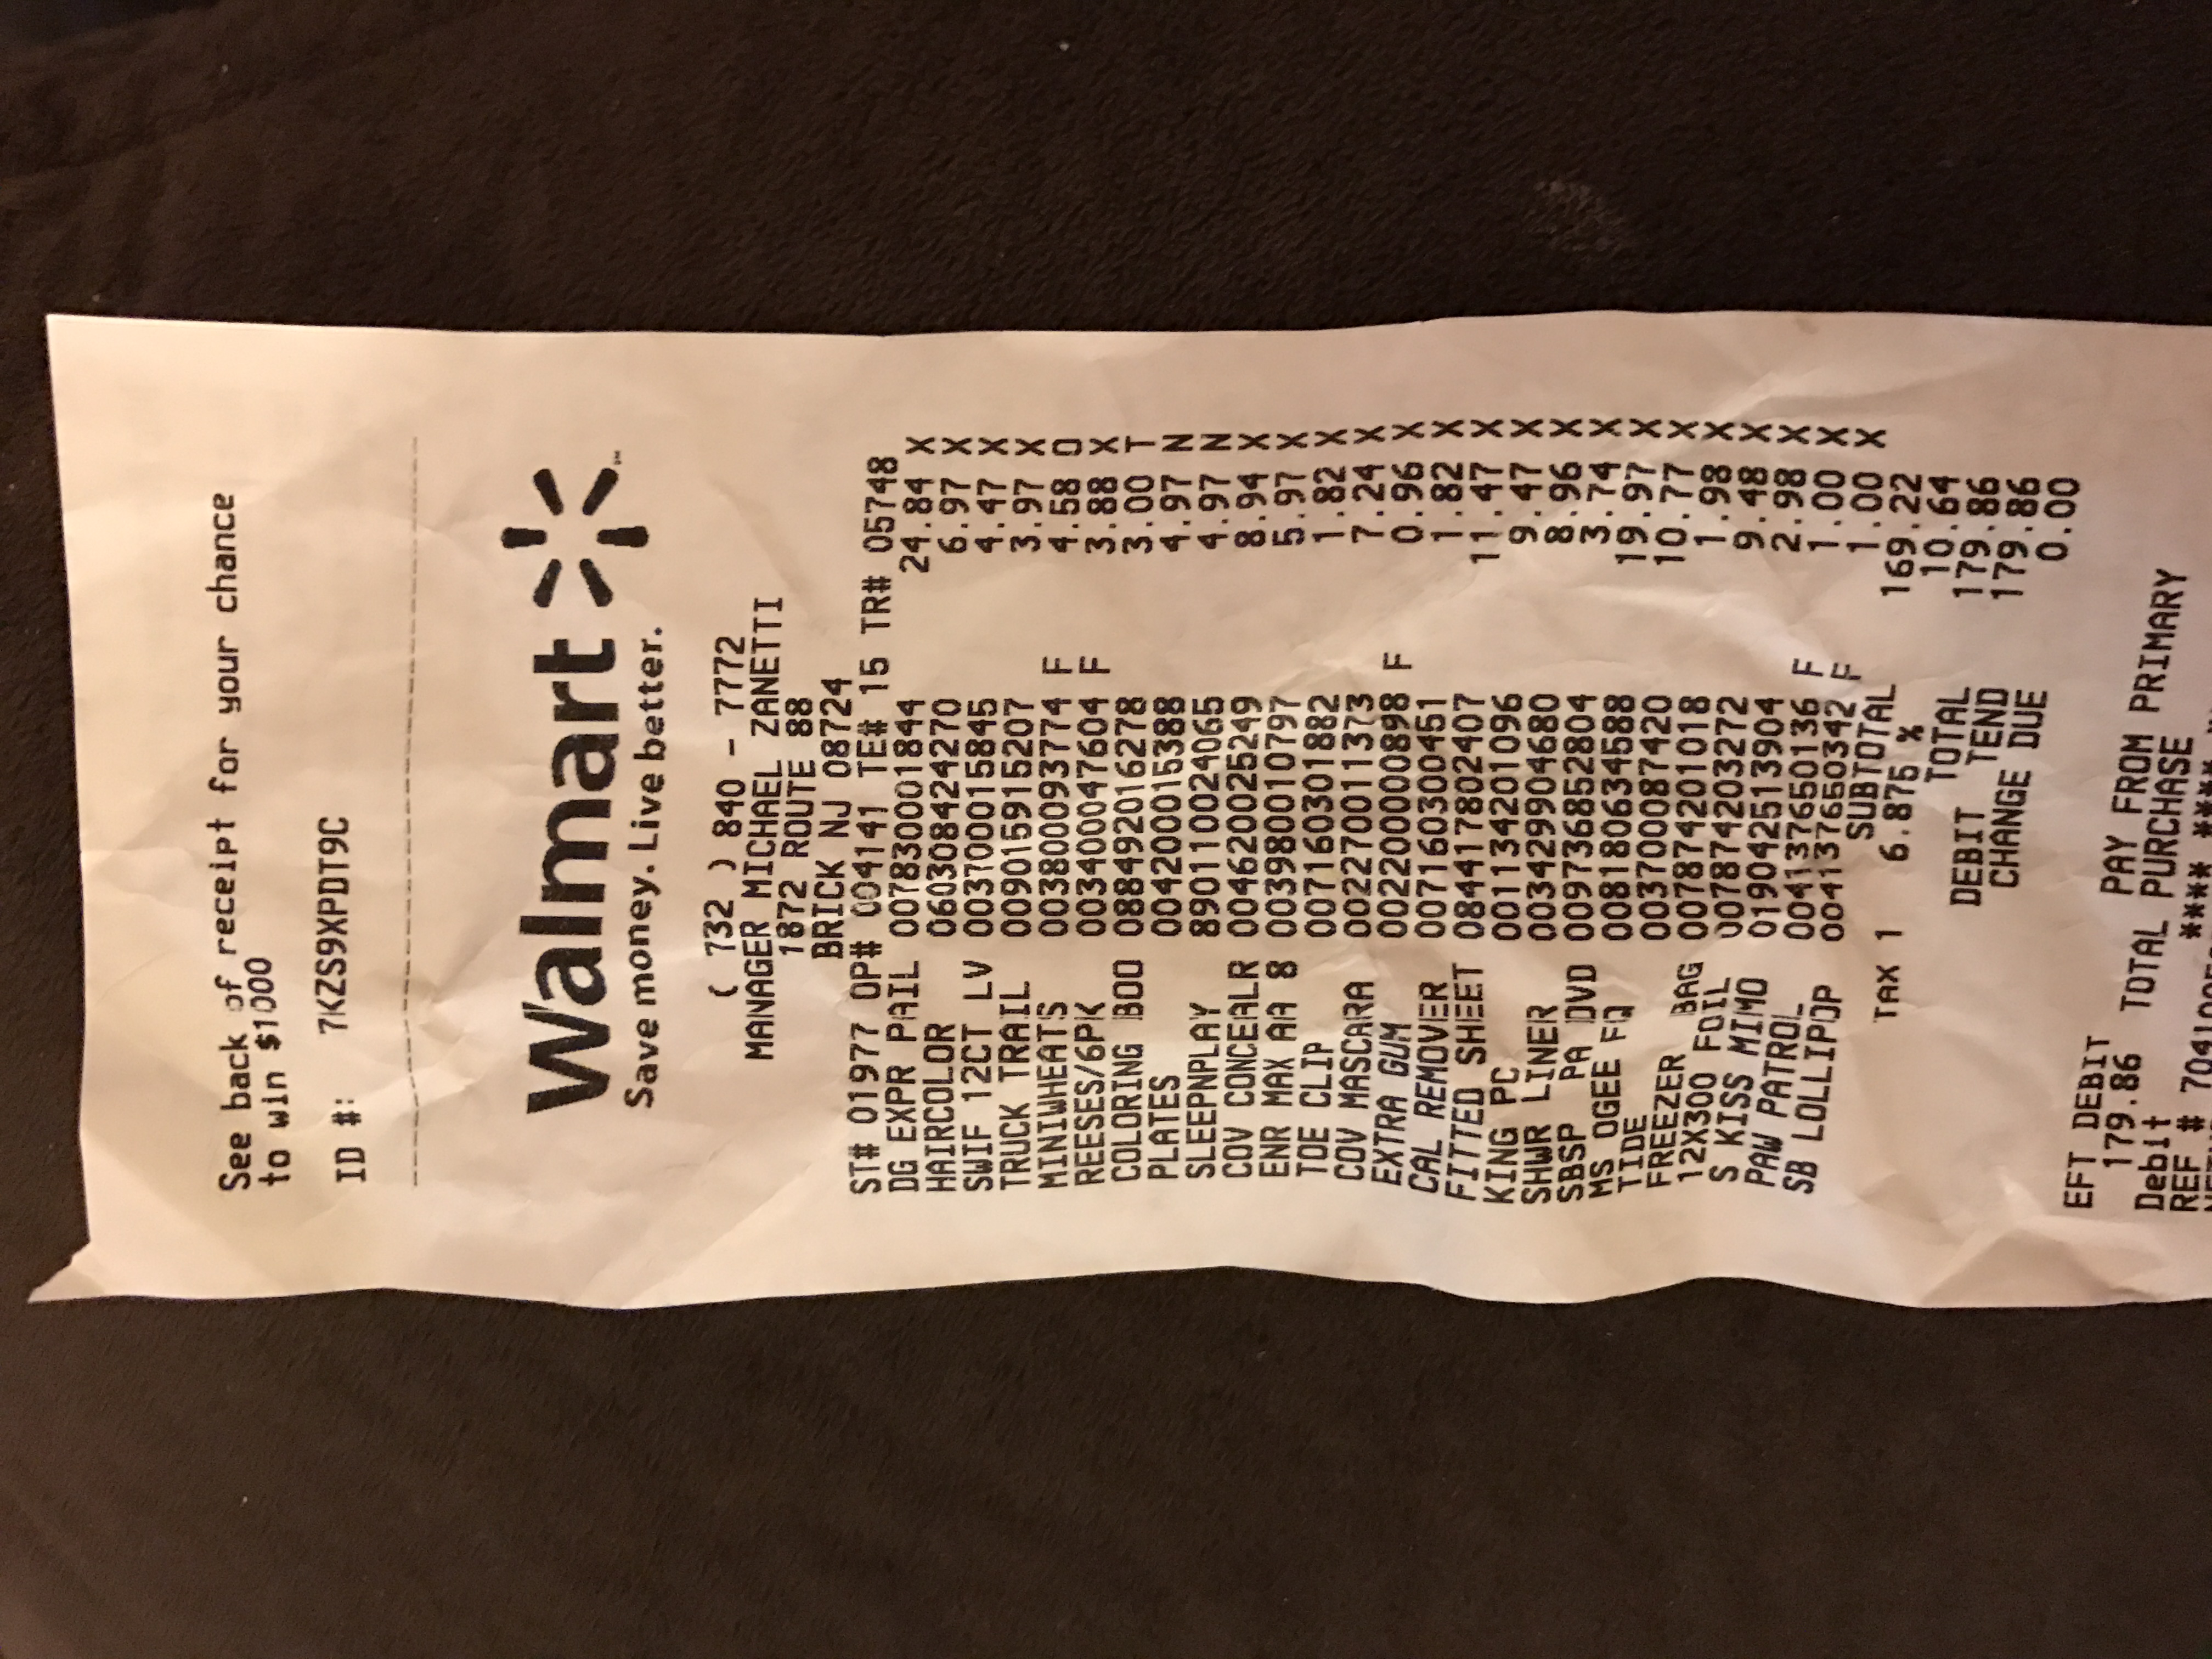 See back of receipt for your chance
to win $1000
ID #: 7KZS9XPDT9C
Walmart
Save money. Live better.
( 732 ) 840 - 7772
MANAGER MICHAEL ZANETTI
1872 ROUTE 88
BRICK NJ 08724
ST# 01977 OP# 004141 TE# 15 TR# 05748
DG EXPR PAIL 007830001844 24.84 X
HAIRCOLOR 060308424270 6.97 X
SWIF 12CT LV 003700015845 4.47 X
TRUCK TRAIL 009015915207 3.97 X
MINIWHEATS 003800093774 F 4.58 O
REESES/6PK 003400047604 F 3.88 X
COLORING BOO 088492016278 3.00 T
PLATES 004200015388 4.97 N
SLEEPNPLAY 890110024065 4.97 N
COV CONCEALR 004620025249 8.94 X
ENR MAX AA 8 003980010797 5.97 X
TOE CLIP 007160301882 1.82 X
COV MASCARA 002270011373 7.24 X
EXTRA GUM 002200000898 F 0.96 X
CAL REMOVER 007160300451 1.82 X
FITTED SHEET 084417802407 11.47 X
KING PC 001134201096 9.47 X
SHWR LINER 003429904680 8.96 X
SBSP PA DVD 009736852804 3.74 X
MS OGEE FQ 008180634588 19.97 X
TIDE 003700087420 10.77 X
FREEZER BAG 007874201018 1.98 X
12X300 FOIL 007874203272 9.48 X
S KISS MIMO 019042513904 2.98 X
PAW PATROL 004137650136 F 1.00 X
SB LOLLIPOP 004137650342 F 1.00 X
SUBTOTAL 169.22
TAX 1 6.875 % 10.64
TOTAL 179.86
DEBIT TEND 179.86
CHANGE DUE 0.00
EFT DEBIT PAY FROM PRIMARY
179.86 TOTAL PURCHASE
Debit **** ****
REF #